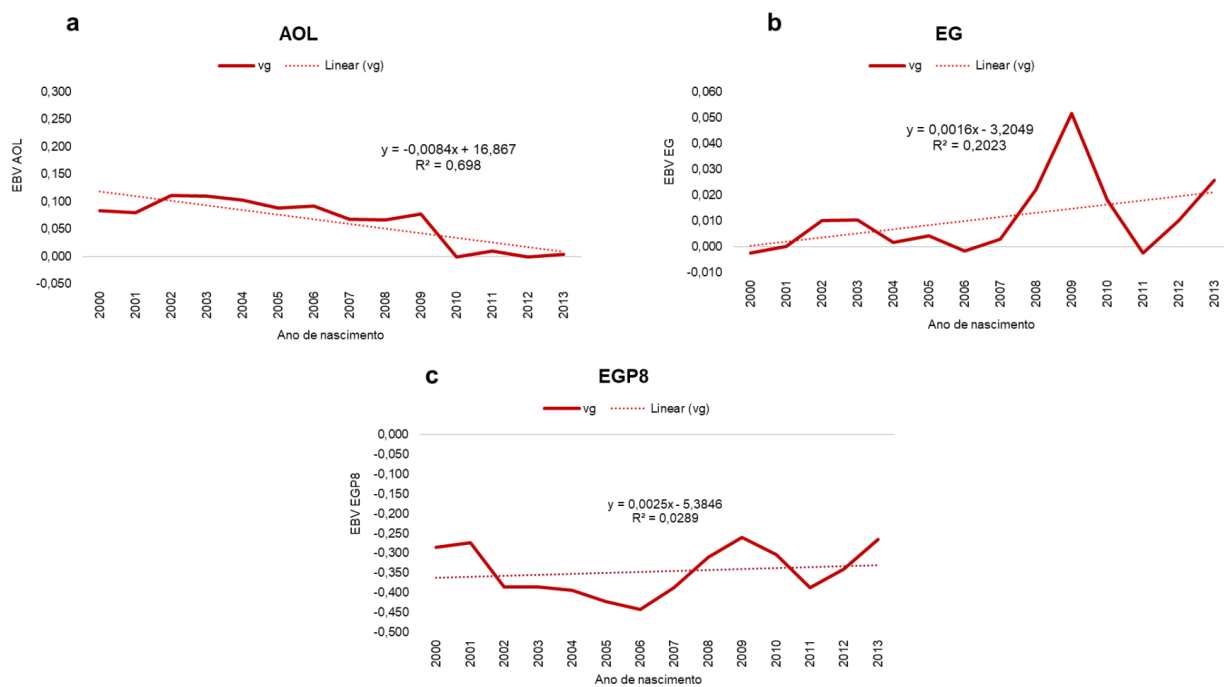 a
AOL
vg
Linear (vg)
0,300
0,250
0,200
0,150
0,100
0,050
0,000
-0,050
EBV AOL
y = -0,0084x + 16,867
R² = 0,698
2000
2001
2002
2003
2004
2005
2006
2007
2008
2009
2010
2011
2012
2013
Ano de nascimento
b
EG
vg
Linear (vg)
0,060
0,050
0,040
0,030
0,020
0,010
0,000
-0,010
EBV EG
y = 0,0016x - 3,2049
R² = 0,2023
2000
2001
2002
2003
2004
2005
2006
2007
2008
2009
2010
2011
2012
2013
Ano de nascimento
c
EGP8
vg
Linear (vg)
0,000
-0,050
-0,100
-0,150
-0,200
-0,250
-0,300
-0,350
-0,400
-0,450
-0,500
EBV EGP8
y = 0,0025x - 5,3846
R² = 0,0289
2000
2001
2002
2003
2004
2005
2006
2007
2008
2009
2010
2011
2012
2013
Ano de nascimento